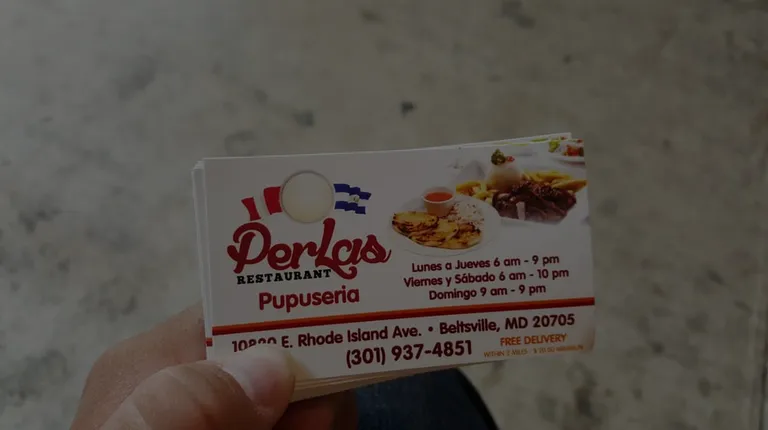 PerLas
RESTAURANT
Pupuseria
Lunes a Jueves 6 am - 9 pm
Viernes y Sábado 6 am - 10 pm
Domingo 9 am - 9 pm
E. Rhode Island Ave. • Beltsville, MD 20705
(301) 937-4851
FREE DELIVERY